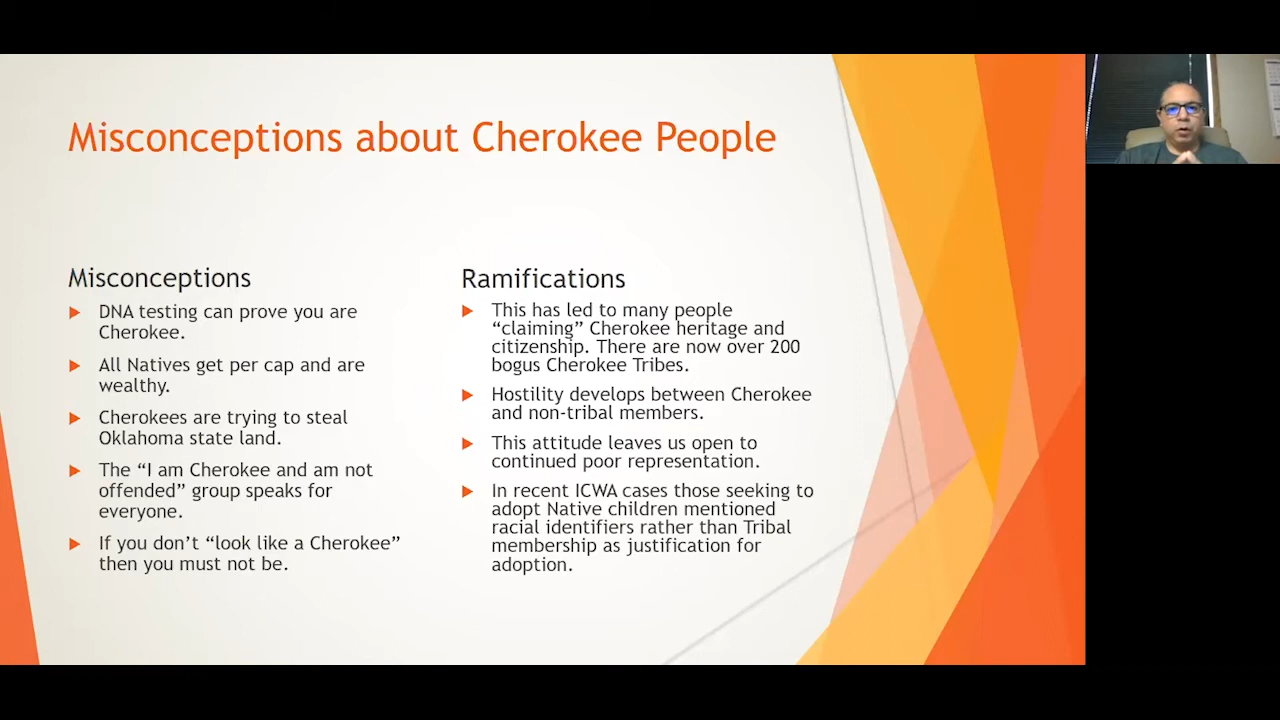 Misconceptions about Cherokee People
Misconceptions
DNA testing can prove you are
Cherokee.
All Natives get per cap and are
wealthy.
Cherokees are trying to steal
Oklahoma state land.
The “I am Cherokee and am not
offended” group speaks for
everyone.
If you don’t “look like a Cherokee”
then you must not be.
Ramifications
This has led to many people
“claiming” Cherokee heritage and
citizenship. There are now over 200
bogus Cherokee Tribes.
Hostility develops between Cherokee
and non-tribal members.
This attitude leaves us open to
continued poor representation.
In recent ICWA cases those seeking to
adopt Native children mentioned
racial identifiers rather than Tribal
membership as justification for
adoption.